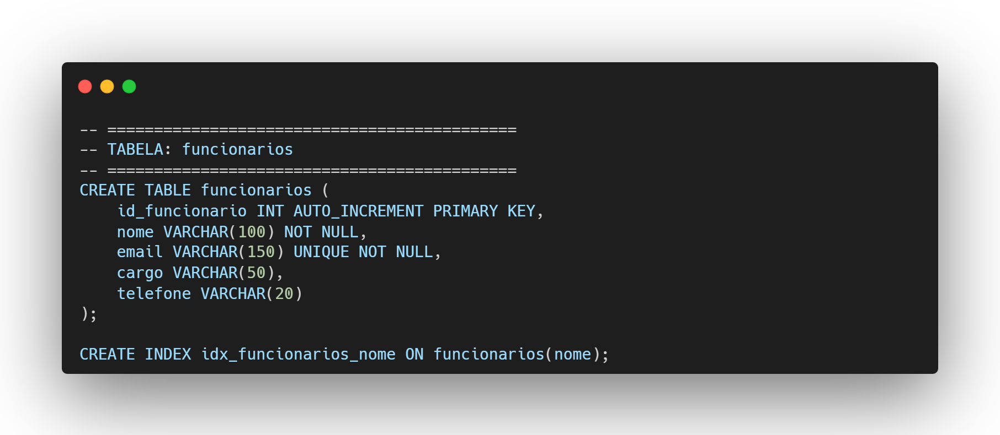 -- ============================================
-- TABELA: funcionarios
-- ============================================
CREATE TABLE funcionarios (
    id_funcionario INT AUTO_INCREMENT PRIMARY KEY,
    nome VARCHAR(100) NOT NULL,
    email VARCHAR(150) UNIQUE NOT NULL,
    cargo VARCHAR(50),
    telefone VARCHAR(20)
);

CREATE INDEX idx_funcionarios_nome ON funcionarios(nome);